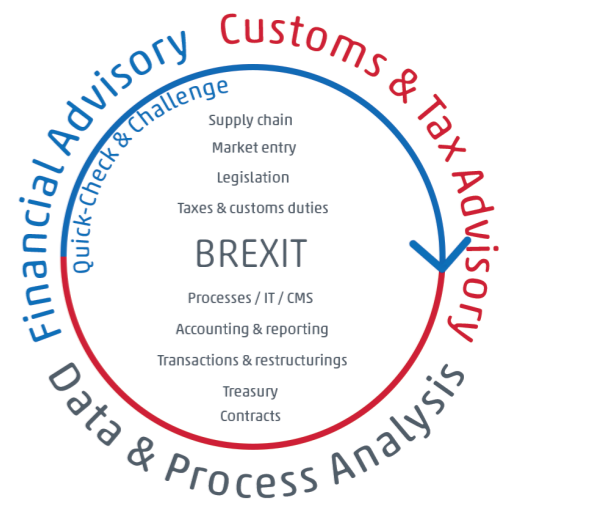 Financial Advisory
Customs & Tax Advisory
Quick-Check & Challenge
Supply chain
Market entry
Legislation
Taxes & customs duties
BREXIT
Processes / IT / CMS
Accounting & reporting
Transactions & restructurings
Treasury
Contracts
Data & Process Analysis